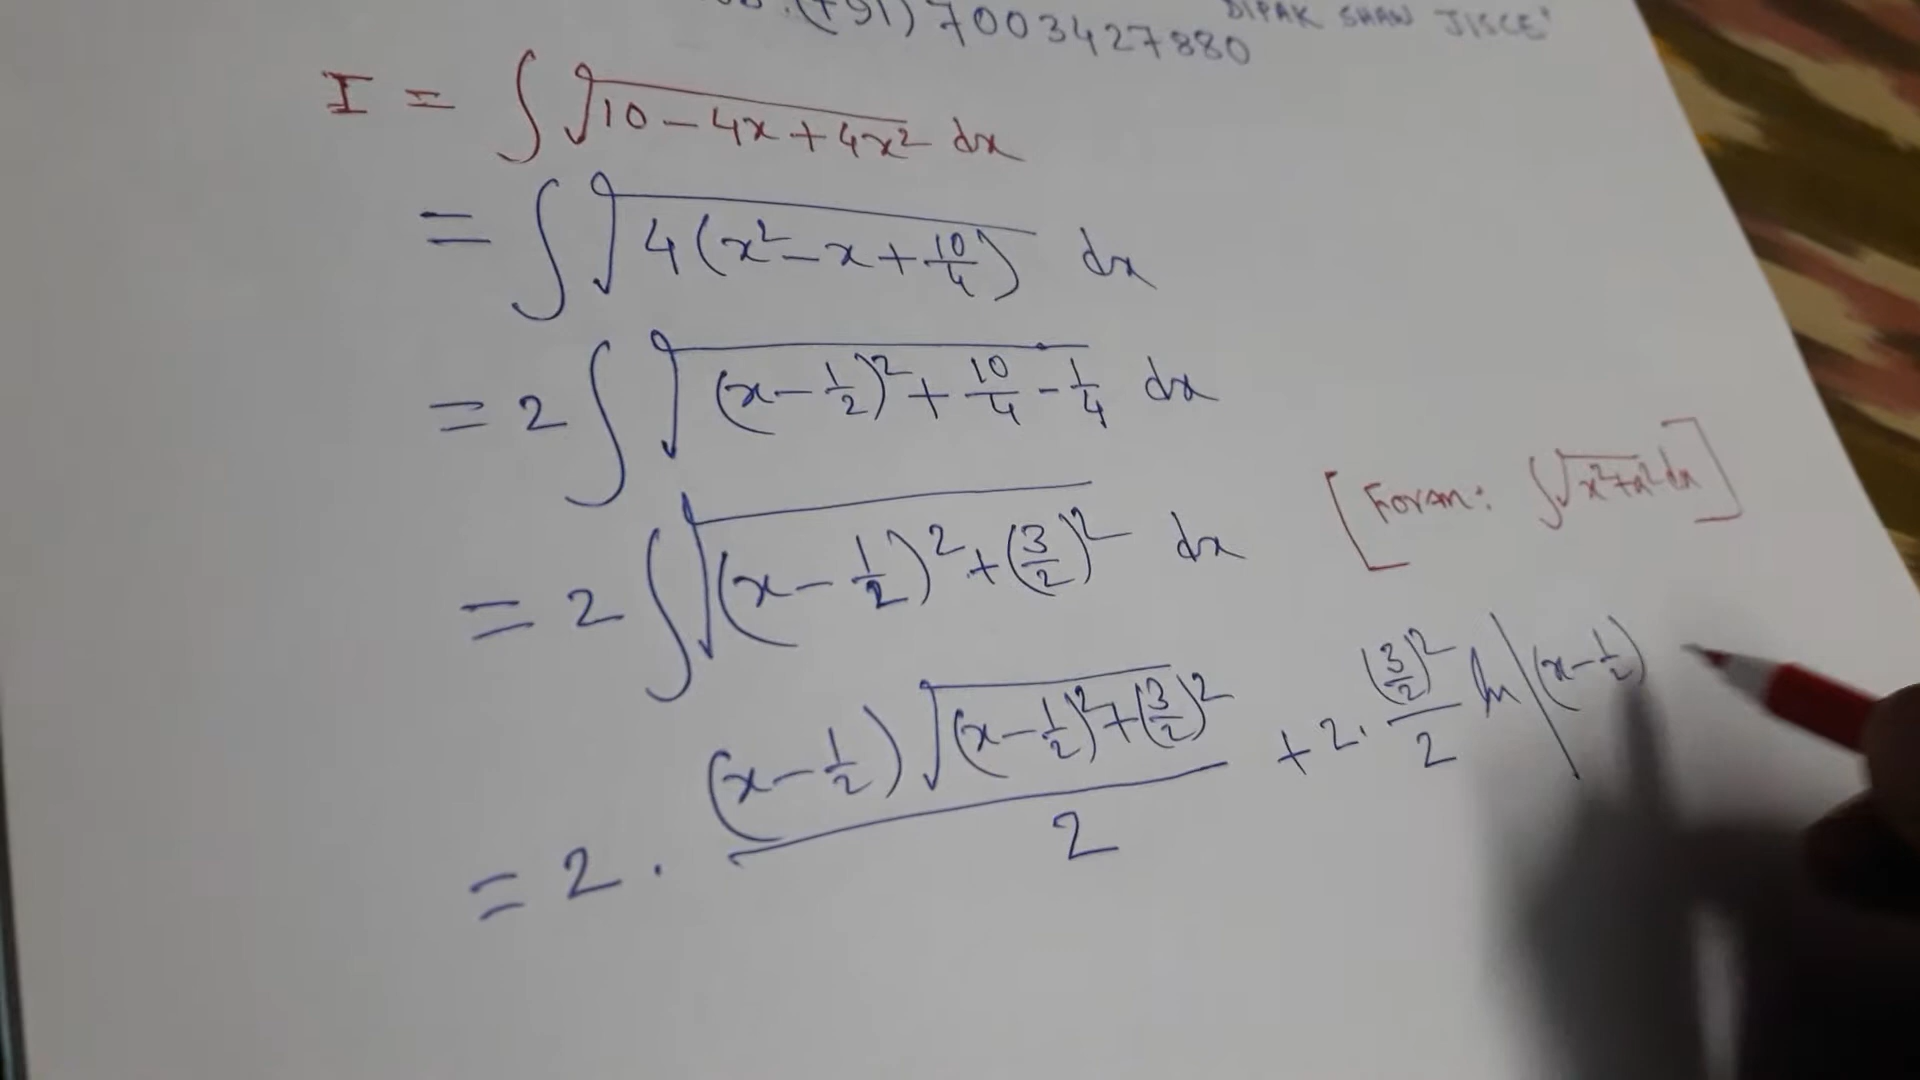 (+91) 7003427880 DIPAK SHAW JISCE'
I = ∫ √(10 - 4x + 4x²) dx
= ∫ √(4(x² - x + 10/4)) dx
= 2 ∫ √((x - 1/2)² + 10/4 - 1/4) dx
= 2 ∫ √((x - 1/2)² + (3/2)²) dx [Foram: ∫ √(x² + a²) dx]
= 2 . (x - 1/2) √((x - 1/2)² + (3/2)²) / 2 + 2 . (3/2)² / 2 ln |(x - 1/2)